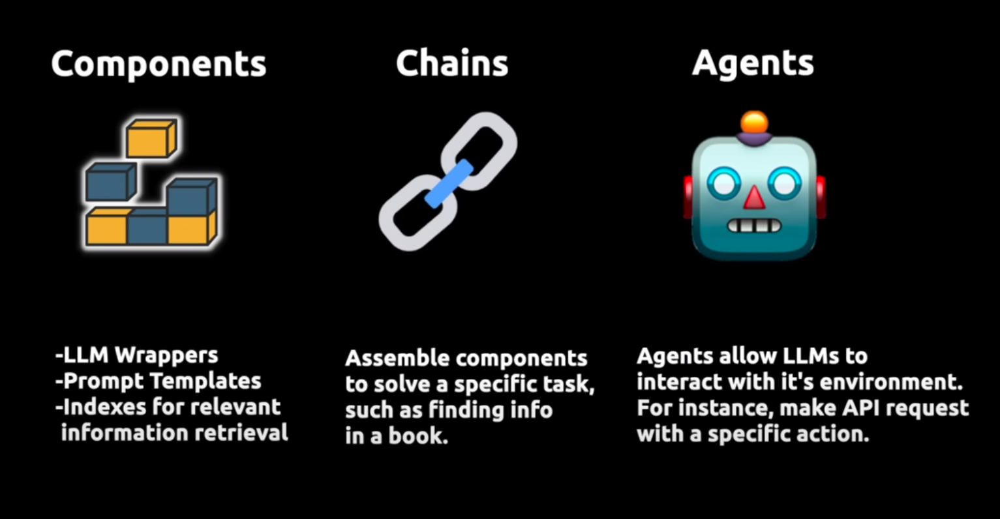 Components
-LLM Wrappers
-Prompt Templates
-Indexes for relevant
information retrieval
Chains
Assemble components
to solve a specific task,
such as finding info
in a book.
Agents
Agents allow LLMs to
interact with it's environment.
For instance, make API request
with a specific action.